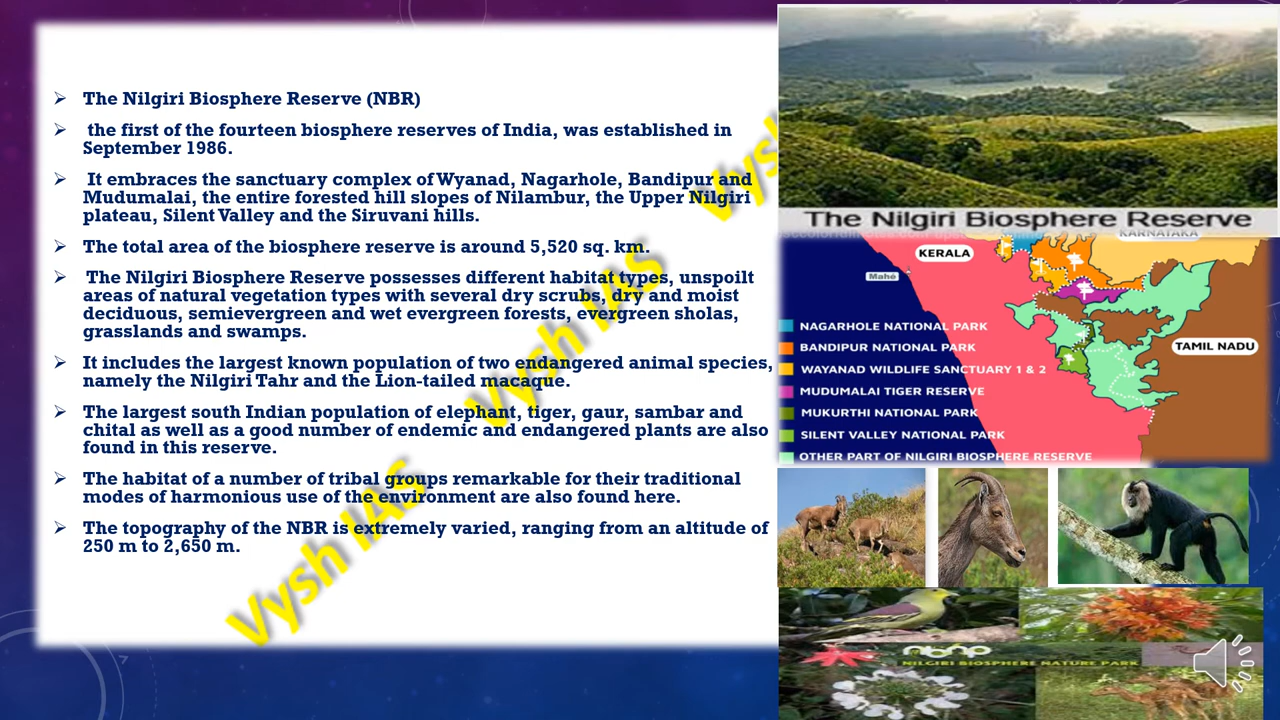 The Nilgiri Biosphere Reserve (NBR)
the first of the fourteen biosphere reserves of India, was established in
September 1986.
It embraces the sanctuary complex of Wyanad, Nagarhole, Bandipur and
Mudumalai, the entire forested hill slopes of Nilambur, the Upper Nilgiri
plateau, Silent Valley and the Siruvani hills.
The total area of the biosphere reserve is around 5,520 sq. km.
The Nilgiri Biosphere Reserve possesses different habitat types, unspoilt
areas of natural vegetation types with several dry scrubs, dry and moist
deciduous, semievergreen and wet evergreen forests, evergreen sholas,
grasslands and swamps.
It includes the largest known population of two endangered animal species,
namely the Nilgiri Tahr and the Lion-tailed macaque.
The largest south Indian population of elephant, tiger, gaur, sambar and
chital as well as a good number of endemic and endangered plants are also
found in this reserve.
The habitat of a number of tribal groups remarkable for their traditional
modes of harmonious use of the environment are also found here.
The topography of the NBR is extremely varied, ranging from an altitude of
250 m to 2,650 m.
Vysh IAS
Vysh IAS
Vysh
The Nilgiri Biosphere Reserve
KARNATAKA
KERALA
Mahé
TAMIL NADU
NAGARHOLE NATIONAL PARK
BANDIPUR NATIONAL PARK
WAYANAD WILDLIFE SANCTUARY 1 & 2
MUDUMALAI TIGER RESERVE
MUKURTHI NATIONAL PARK
SILENT VALLEY NATIONAL PARK
OTHER PART OF NILGIRI BIOSPHERE RESERVE
nbnp
NILGIRI BIOSPHERE NATURE PARK